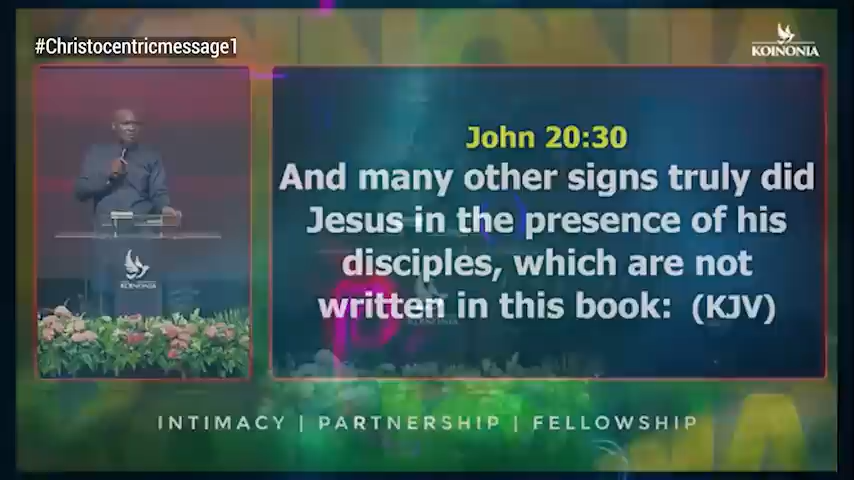 #Christocentricmessage1
KOINONIA
John 20:30
And many other signs truly did
Jesus in the presence of his
disciples, which are not
written in this book: (KJV)
KOINONIA
KOINONIA
INTIMACY | PARTNERSHIP | FELLOWSHIP